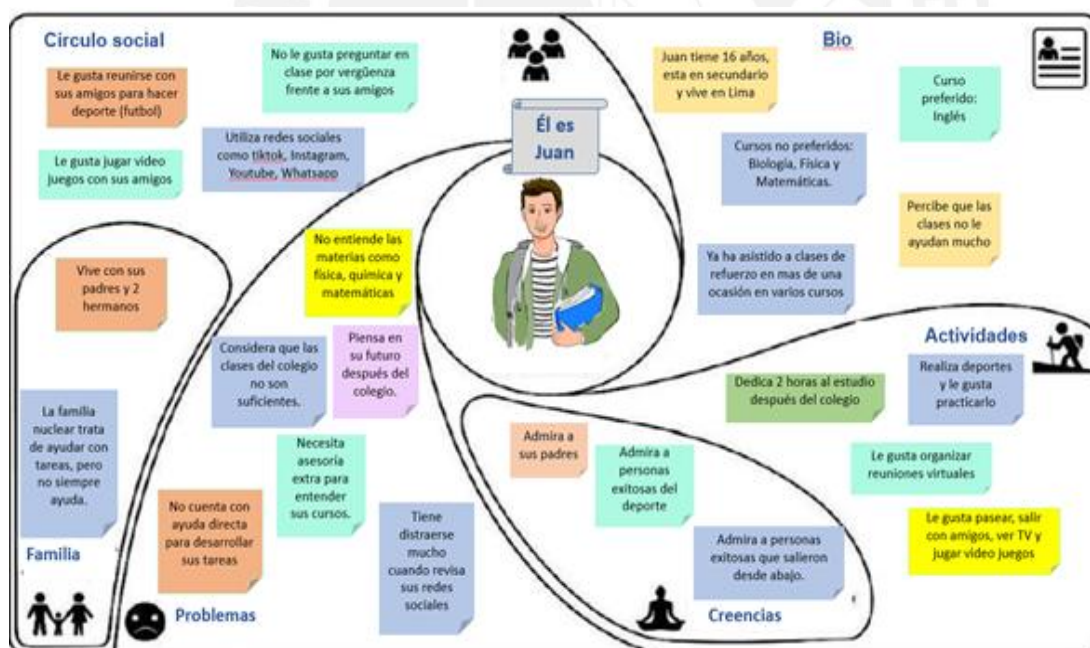 Circulo social
Le gusta reunirse con
sus amigos para hacer
deporte (futbol)
No le gusta preguntar en
clase por vergüenza
frente a sus amigos
Utiliza redes sociales
como tiktok, Instagram,
Youtube, Whatsapp
Le gusta jugar video
juegos con sus amigos
Él es
Juan
Bio
Juan tiene 16 años,
esta en secundario
y vive en Lima
Curso
preferido:
Inglés
Cursos no preferidos:
Biología, Física y
Matemáticas.
Percibe que las
clases no le
ayudan mucho
Ya ha asistido a clases de
refuerzo en mas de una
ocasión en varios cursos
Vive con sus
padres y 2
hermanos
La familia
nuclear trata
de ayudar con
tareas, pero
no siempre
ayuda.
Familia
No entiende las
materias como
física, química y
matemáticas
Considera que las
clases del colegio
no son
suficientes.
Piensa en
su futuro
después del
colegio.
Necesita
asesoría
extra para
entender
sus cursos.
No cuenta con
ayuda directa
para desarrollar
sus tareas
Tiene
distraerse
mucho
cuando revisa
sus redes
sociales
Problemas
Admira a
sus padres
Admira a
personas
exitosas del
deporte
Admira a personas
exitosas que salieron
desde abajo.
Creencias
Actividades
Dedica 2 horas al estudio
después del colegio
Realiza deportes
y le gusta
practicarlo
Le gusta organizar
reuniones virtuales
Le gusta pasear, salir
con amigos, ver TV y
jugar video juegos